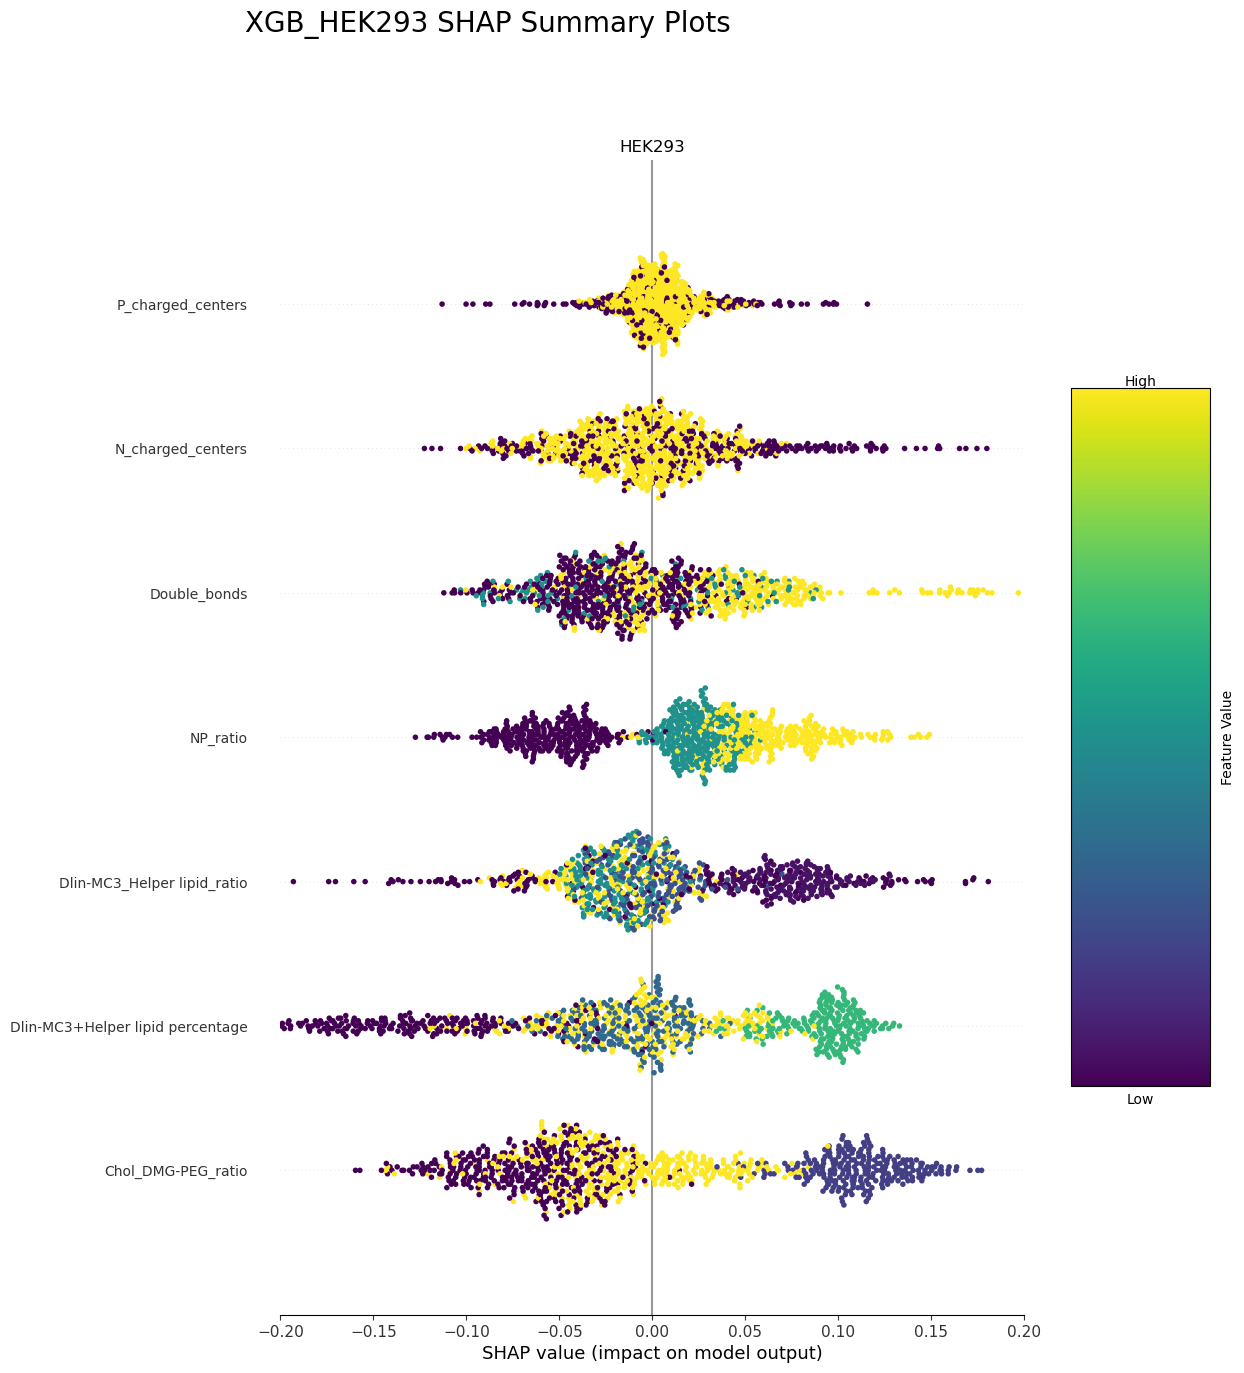 XGB_HEK293 SHAP Summary Plots
HEK293
P_charged_centers
N_charged_centers
Double_bonds
NP_ratio
Dlin-MC3_Helper lipid_ratio
Dlin-MC3+Helper lipid percentage
Chol_DMG-PEG_ratio
−0.20 −0.15 −0.10 −0.05 0.00 0.05 0.10 0.15 0.20
SHAP value (impact on model output)
High
Feature Value
Low